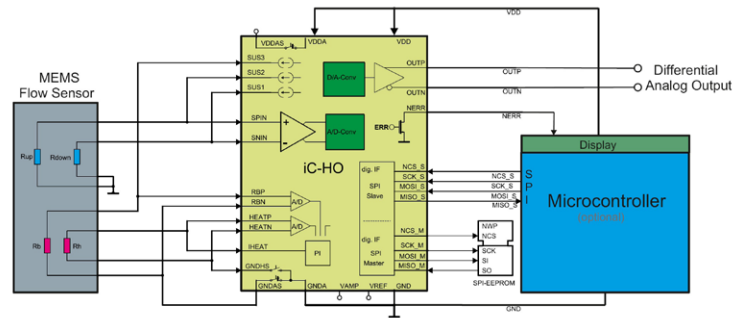 VDD
VDDAS
VDDA
VDD
MEMS
Flow Sensor
SUS3
SUS2
SUS1
D/A-Conv
OUTP
OUTP
OUTN
OUTN
Differential
Analog Output
SPIN
SNIN
A/D-Conv
NERR
NERR
ERR
iC-HO
Rup
Rdown
Display
Microcontroller
(optional)
S
P
I
dig. IF
SPI
Slave
NCS_S
SCK_S
MOSI_S
MISO_S
NCS_S
SCK_S
MOSI_S
MISO_S
RBP
RBN
A/D
HEATP
HEATN
A/D
IHEAT
PI
Rb
Rh
dig. IF
SPI
Master
NCS_M
SCK_M
MOSI_M
MISO_M
NWP
NCS
SCK
SI
SO
SPI-EEPROM
GNDHS
GNDAS
GNDA
VAMP
VREF
GND
GND